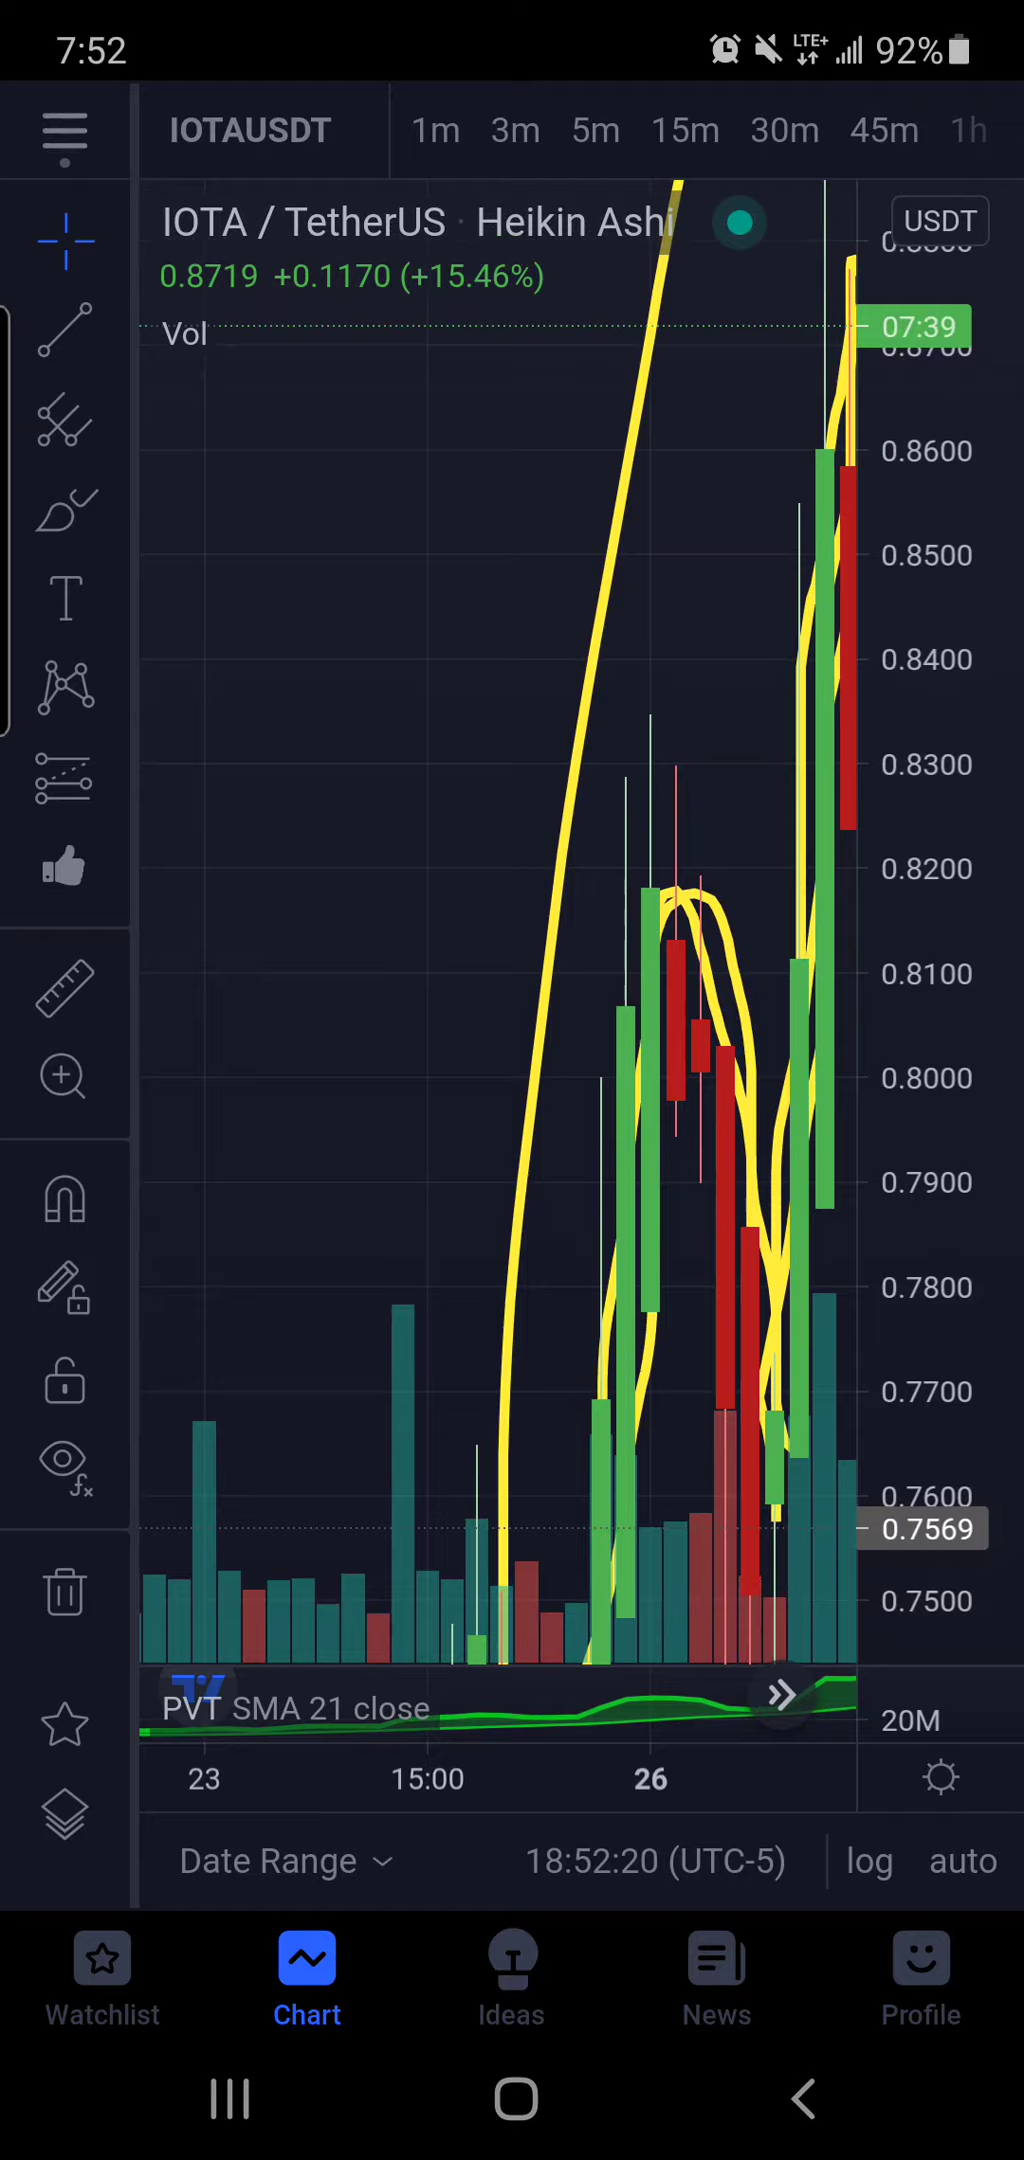 7:52 LTE+ 92%
IOTAUSDT 1m 3m 5m 15m 30m 45m 1h
IOTA / TetherUS · Heikin Ashi USDT
0.8719 +0.1170 (+15.46%)
07:39
Vol
0.8700
0.8600
0.8500
0.8400
0.8300
0.8200
0.8100
0.8000
0.7900
0.7800
0.7700
0.7600
0.7569
0.7500
PVT SMA 21 close
20M
23 15:00 26
Date Range 18:52:20 (UTC-5) log auto
Watchlist Chart Ideas News Profile